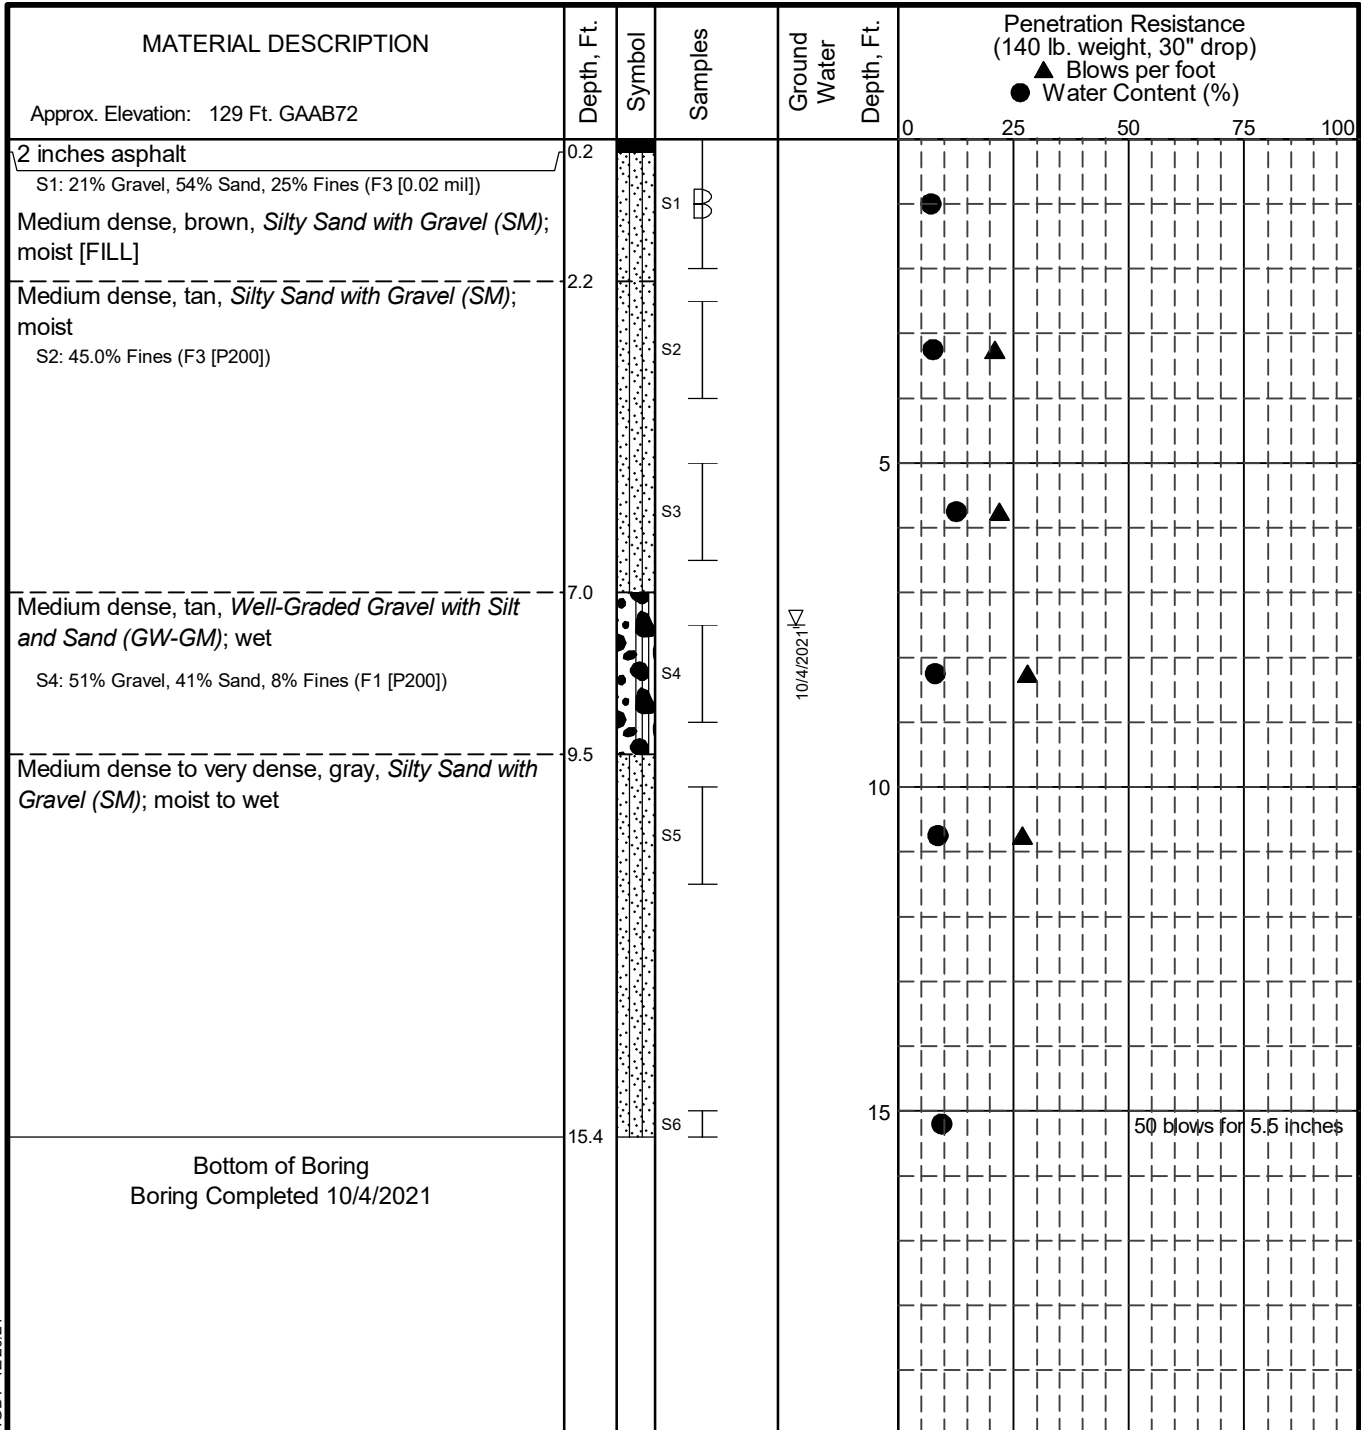 MATERIAL DESCRIPTION
Approx. Elevation: 129 Ft. GAAB72
Depth, Ft.
Symbol
Samples
Ground
Water
Depth, Ft.
Penetration Resistance
(140 lb. weight, 30" drop)
▲ Blows per foot
● Water Content (%)
0 25 50 75 100
2 inches asphalt
0.2
S1: 21% Gravel, 54% Sand, 25% Fines (F3 [0.02 mil])
S1
Medium dense, brown, Silty Sand with Gravel (SM);
moist [FILL]
2.2
Medium dense, tan, Silty Sand with Gravel (SM);
moist
S2: 45.0% Fines (F3 [P200])
S2
5
S3
7.0
Medium dense, tan, Well-Graded Gravel with Silt
and Sand (GW-GM); wet
10/4/2021
S4: 51% Gravel, 41% Sand, 8% Fines (F1 [P200])
S4
9.5
Medium dense to very dense, gray, Silty Sand with
Gravel (SM); moist to wet
10
S5
15
S6
50 blows for 5.5 inches
15.4
Bottom of Boring
Boring Completed 10/4/2021